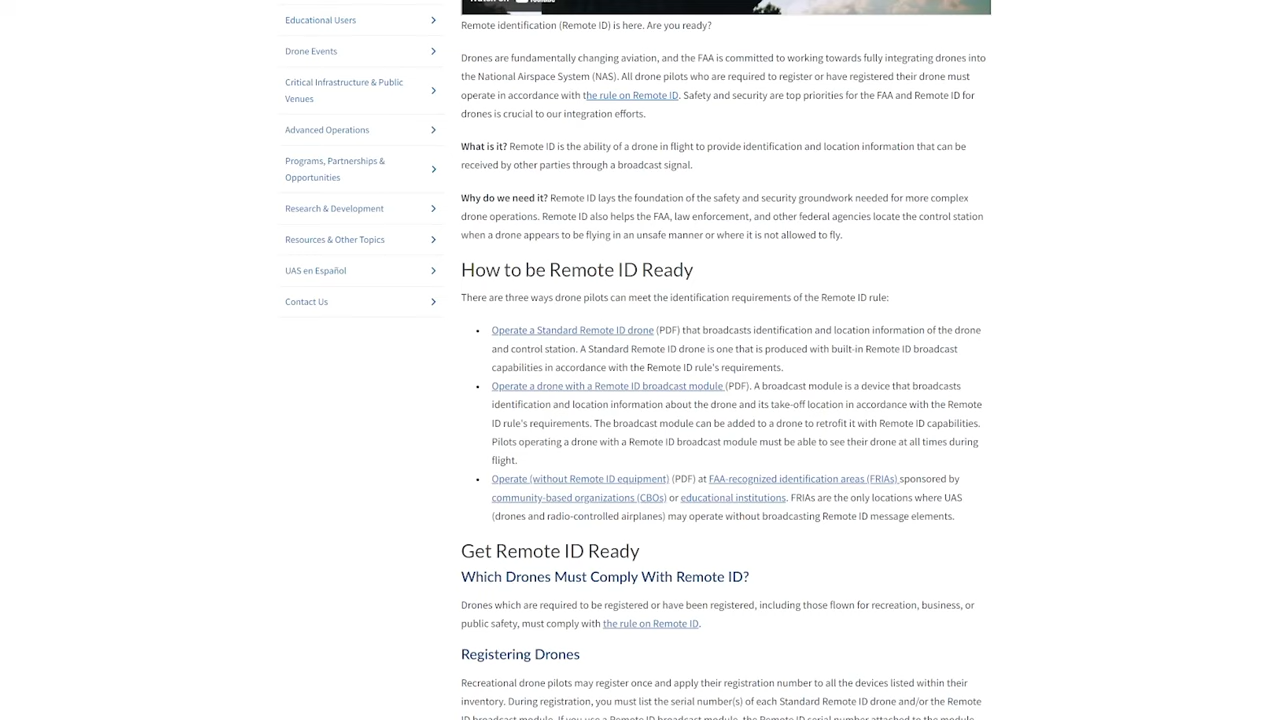 Educational Users
Drone Events
Critical Infrastructure & Public
Venues
Advanced Operations
Programs, Partnerships &
Opportunities
Research & Development
Resources & Other Topics
UAS en Español
Contact Us
Remote identification (Remote ID) is here. Are you ready?
Drones are fundamentally changing aviation, and the FAA is committed to working towards fully integrating drones into
the National Airspace System (NAS). All drone pilots who are required to register or have registered their drone must
operate in accordance with the rule on Remote ID. Safety and security are top priorities for the FAA and Remote ID for
drones is crucial to our integration efforts.
What is it? Remote ID is the ability of a drone in flight to provide identification and location information that can be
received by other parties through a broadcast signal.
Why do we need it? Remote ID lays the foundation of the safety and security groundwork needed for more complex
drone operations. Remote ID also helps the FAA, law enforcement, and other federal agencies locate the control station
when a drone appears to be flying in an unsafe manner or where it is not allowed to fly.
How to be Remote ID Ready
There are three ways drone pilots can meet the identification requirements of the Remote ID rule:
Operate a Standard Remote ID drone (PDF) that broadcasts identification and location information of the drone
and control station. A Standard Remote ID drone is one that is produced with built-in Remote ID broadcast
capabilities in accordance with the Remote ID rule's requirements.
Operate a drone with a Remote ID broadcast module (PDF). A broadcast module is a device that broadcasts
identification and location information about the drone and its take-off location in accordance with the Remote
ID rule's requirements. The broadcast module can be added to a drone to retrofit it with Remote ID capabilities.
Pilots operating a drone with a Remote ID broadcast module must be able to see their drone at all times during
flight.
Operate (without Remote ID equipment) (PDF) at FAA-recognized identification areas (FRIAs) sponsored by
community-based organizations (CBOs) or educational institutions. FRIAs are the only locations where UAS
(drones and radio-controlled airplanes) may operate without broadcasting Remote ID message elements.
Get Remote ID Ready
Which Drones Must Comply With Remote ID?
Drones which are required to be registered or have been registered, including those flown for recreation, business, or
public safety, must comply with the rule on Remote ID.
Registering Drones
Recreational drone pilots may register once and apply their registration number to all the devices listed within their
inventory. During registration, you must list the serial number(s) of each Standard Remote ID drone and/or the Remote
ID broadcast module. If you use a Remote ID broadcast module, the Remote ID serial number attached to the module